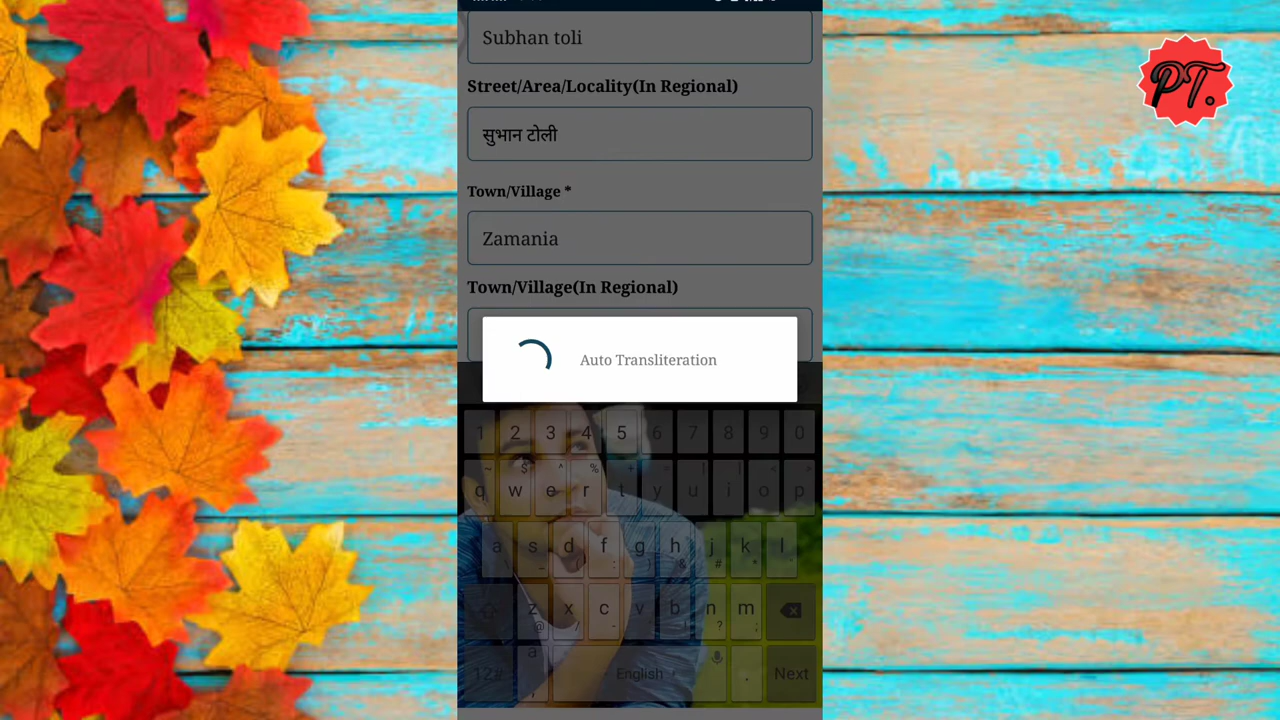 PT.
Subhan toli
Street/Area/Locality(In Regional)
सुभान टोली
Town/Village *
Zamania
Town/Village(In Regional)
Auto Transliteration
1 2 3 4 5 6 7 8 9 0
q w e r t y u i o p
a s d f g h j k l
z x c v b n m
12# English . Next